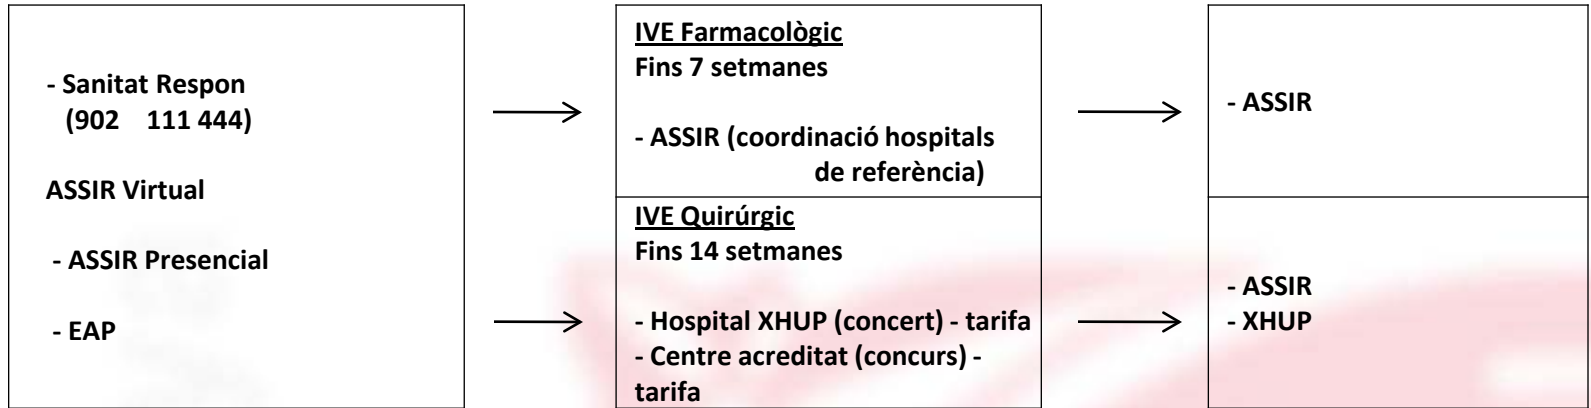 - Sanitat Respon
(902 111 444)
ASSIR Virtual
- ASSIR Presencial
- EAP
IVE Farmacològic
Fins 7 setmanes
- ASSIR (coordinació hospitals
de referència)
IVE Quirúrgic
Fins 14 setmanes
- Hospital XHUP (concert) - tarifa
- Centre acreditat (concurs) -
tarifa
- ASSIR
- ASSIR
- XHUP